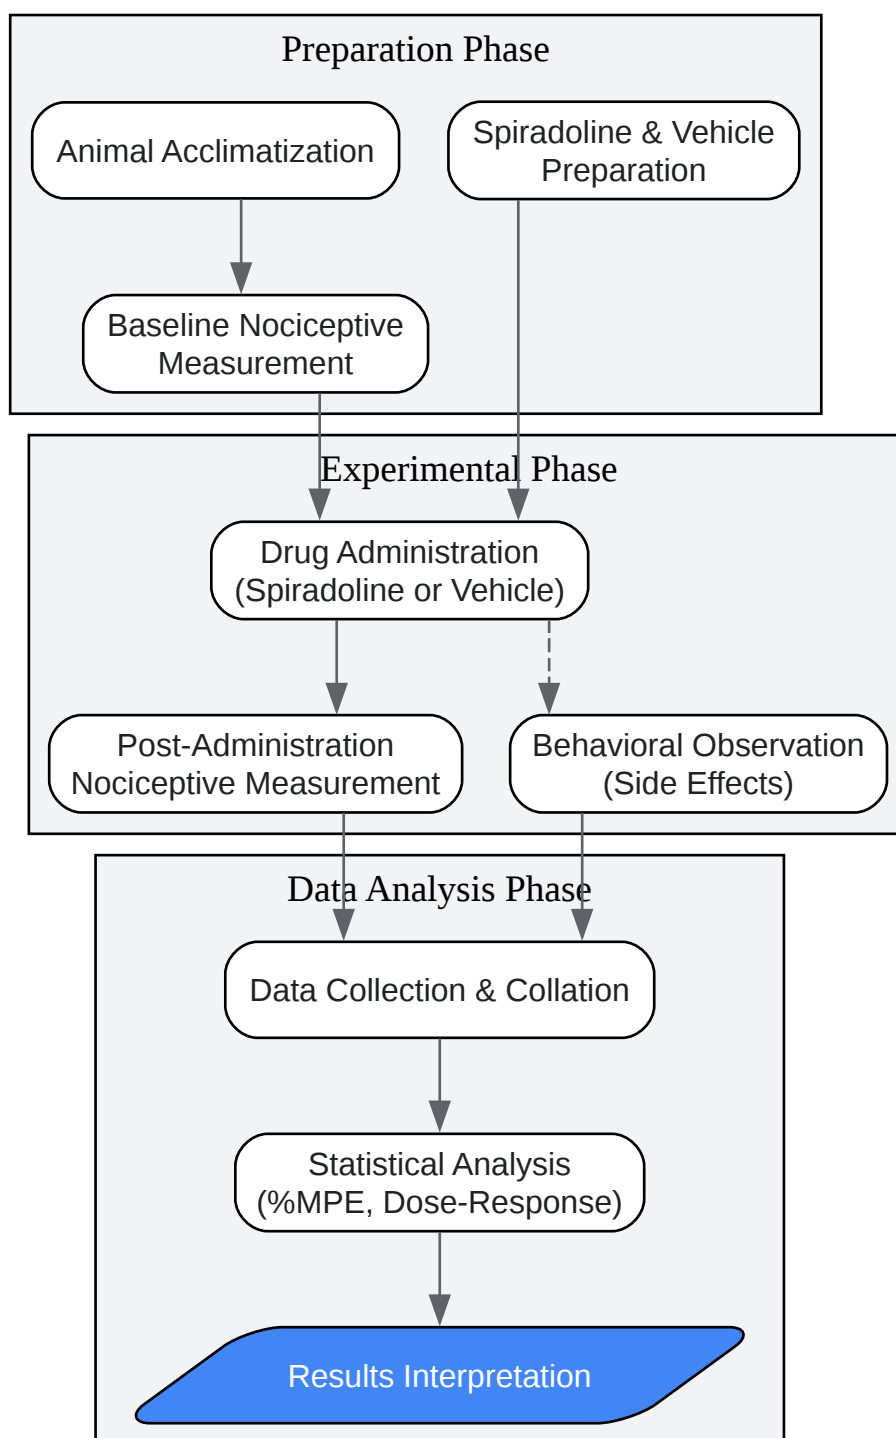 Preparation Phase
Animal Acclimatization
Spiradoline & Vehicle
Preparation
Baseline Nociceptive
Measurement
Experimental Phase
Drug Administration
(Spiradoline or Vehicle)
Post-Administration
Nociceptive Measurement
Behavioral Observation
(Side Effects)
Data Analysis Phase
Data Collection & Collation
Statistical Analysis
(%MPE, Dose-Response)
Results Interpretation